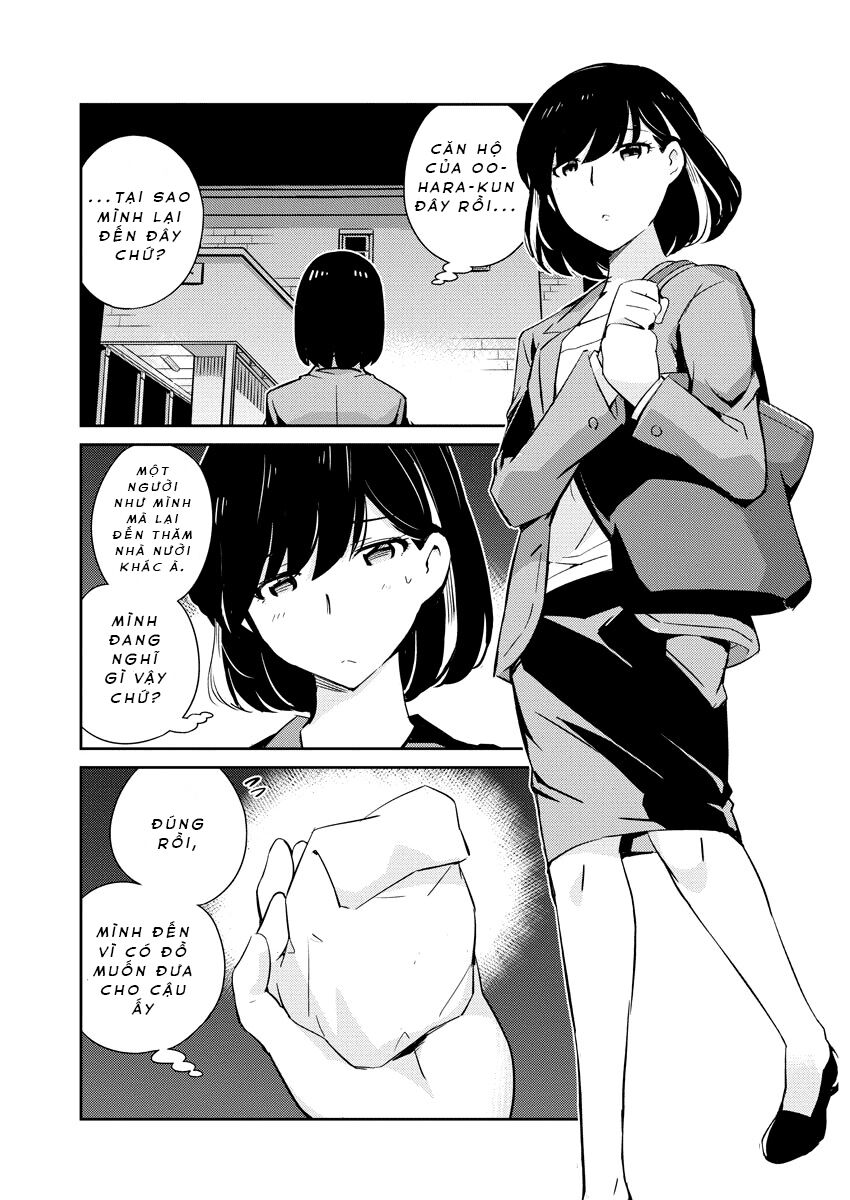 CĂN HỘ
CỦA OO-
HARA-KUN
ĐÂY RỒI...
...TẠI SAO
MÌNH LẠI
ĐẾN ĐÂY
CHỨ?
MỘT
NGƯỜI
NHƯ MÌNH
MÀ LẠI
ĐẾN THĂM
NHÀ NƯỜI
KHÁC À.
MÌNH
ĐANG
NGHĨ
GÌ VẬY
CHỨ?
ĐÚNG
RỒI,
MÌNH ĐẾN
VÌ CÓ ĐỒ
MUỐN ĐƯA
CHO CẬU
ẤY